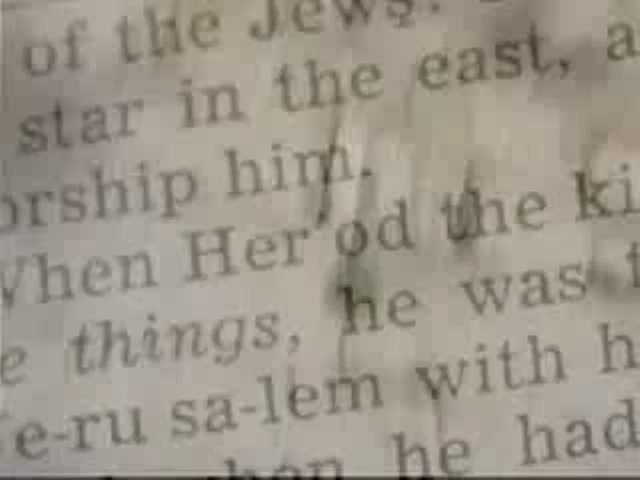 of the Jews?
star in the east, a
orship him.
When Her'od the ki
e things, he was t
e-ru sa-lem with h
he had